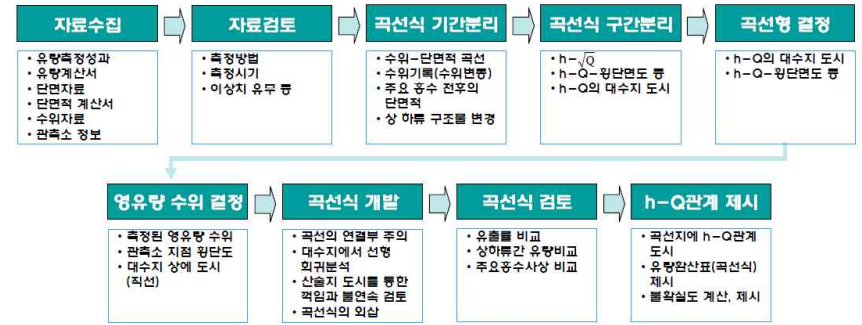 자료수집
• 유량측정성과
• 유량계산서
• 단면자료
• 단면적 계산서
• 수위자료
• 관측소 정보
자료검토
• 측정방법
• 측정시기
• 이상치 유무 등
곡선식 기간분리
• 수위-단면적 곡선
• 수위기록(수위변동)
• 주요 홍수 전후의
단면적
• 상 하류 구조물 변경
곡선식 구간분리
• h-√Q
• h-Q-횡단면도 등
• h-Q의 대수지 도시
곡선형 결정
• h-Q의 대수지 도시
• h-Q-횡단면도 등
영유량 수위 결정
• 측정된 영유량 수위
• 관측소 지점 횡단도
• 대수지 상에 도시
(직선)
곡선식 개발
• 곡선의 연결부 주의
• 대수지에서 선형
회귀분석
• 산술지 도시를 통한
꺽임과 불연속 검토
• 곡선식의 외삽
곡선식 검토
• 유출률 비교
• 상하류간 유량비교
• 주요홍수사상 비교
h-Q관계 제시
• 곡선지에 h-Q관계
도시
• 유량환산표(곡선식)
제시
• 불확실도 계산, 제시